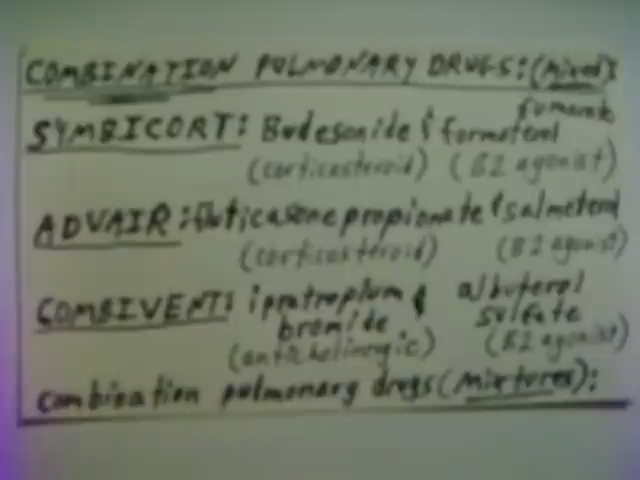 COMBINATION PULMONARY DRUGS: (Mixed):
fumarate
SYMBICORT: Budesonide & formoterol
(corticosteroid) (B2 agonist)
ADVAIR: fluticasone propionate & salmeterol
(corticosteroid) (B2 agonist)
COMBIVENT: ipratropium & albuterol
bromide sulfate
(anticholinergic) (B2 agonist)
combination pulmonary drugs (mixtures):